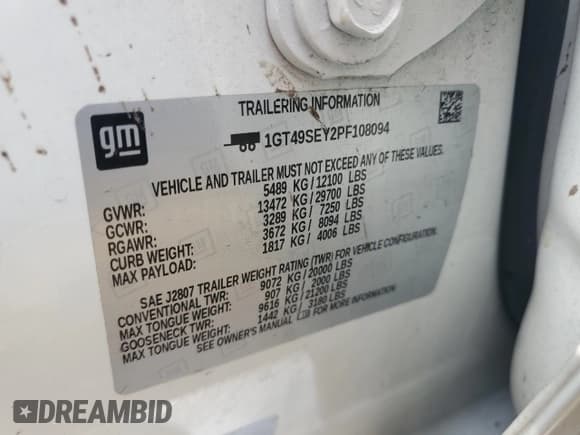 TRAILERING INFORMATION
gm
1GT49SEY2PF108094
VEHICLE AND TRAILER MUST NOT EXCEED ANY OF THESE VALUES.
GVWR: 5489 KG/12100 LBS
GCWR: 13472 KG/29700 LBS
RGAWR: 3289 KG/ 7250 LBS
CURB WEIGHT: 3672 KG/ 8094 LBS
MAX PAYLOAD: 1817 KG/ 4006 LBS
SAE J2807 TRAILER WEIGHT RATING (TWR) FOR VEHICLE CONFIGURATION.
CONVENTIONAL TWR: 9072 KG/20000 LBS
MAX TONGUE WEIGHT: 907 KG/ 2000 LBS
GOOSENECK TWR: 9616 KG/21200 LBS
MAX TONGUE WEIGHT: 1442 KG/ 3180 LBS
SEE OWNER'S MANUAL FOR MORE INFORMATION.
DREAMBID